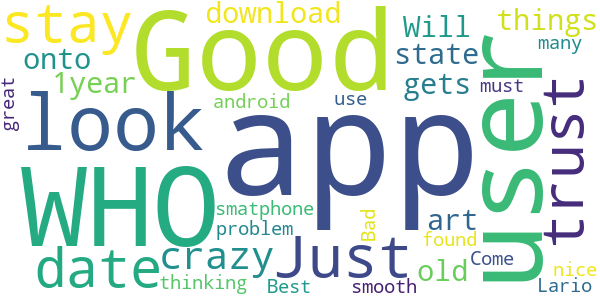 stay
Good
download
Will
things
onto
state
many
1year
gets
great
android
use
must
look
app
user
trust
WHO
smatphone
art
problem
Bad
found
date
crazy
Just
old
Come
nice
thinking
Best
smooth
Lario